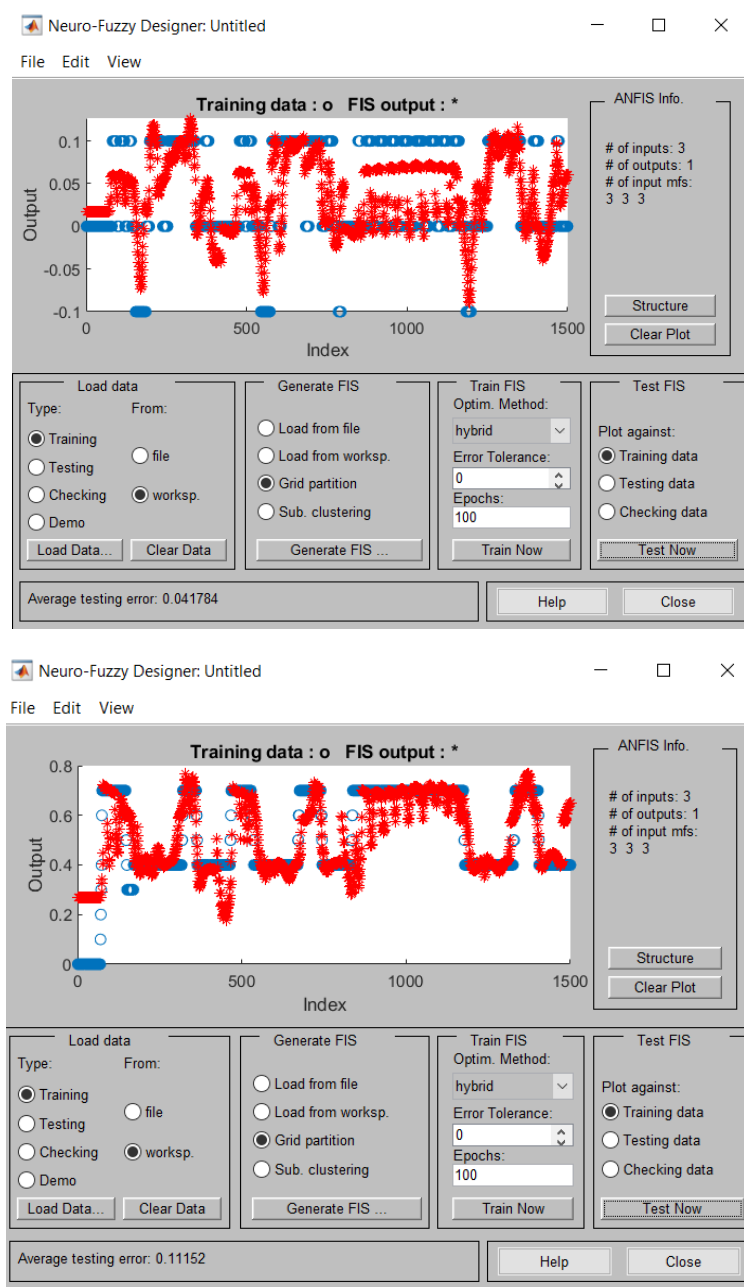 Neuro-Fuzzy Designer: Untitled
File Edit View
Training data : o FIS output : *
0.1
0.05
0
-0.05
-0.1
Output
0 500 1000 1500
Index
ANFIS Info.
# of inputs: 3
# of outputs: 1
# of input mfs:
3 3 3
Structure
Clear Plot
Load data
Type: From:
Training
Testing
Checking
Demo
file
worksp.
Load Data... Clear Data
Generate FIS
Load from file
Load from worksp.
Grid partition
Sub. clustering
Generate FIS ...
Train FIS
Optim. Method:
hybrid
Error Tolerance:
0
Epochs:
100
Train Now
Test FIS
Plot against:
Training data
Testing data
Checking data
Test Now
Average testing error: 0.041784
Help Close
Neuro-Fuzzy Designer: Untitled
File Edit View
Training data : o FIS output : *
0.8
0.6
0.4
0.2
0
Output
0 500 1000 1500
Index
ANFIS Info.
# of inputs: 3
# of outputs: 1
# of input mfs:
3 3 3
Structure
Clear Plot
Load data
Type: From:
Training
Testing
Checking
Demo
file
worksp.
Load Data... Clear Data
Generate FIS
Load from file
Load from worksp.
Grid partition
Sub. clustering
Generate FIS ...
Train FIS
Optim. Method:
hybrid
Error Tolerance:
0
Epochs:
100
Train Now
Test FIS
Plot against:
Training data
Testing data
Checking data
Test Now
Average testing error: 0.11152
Help Close